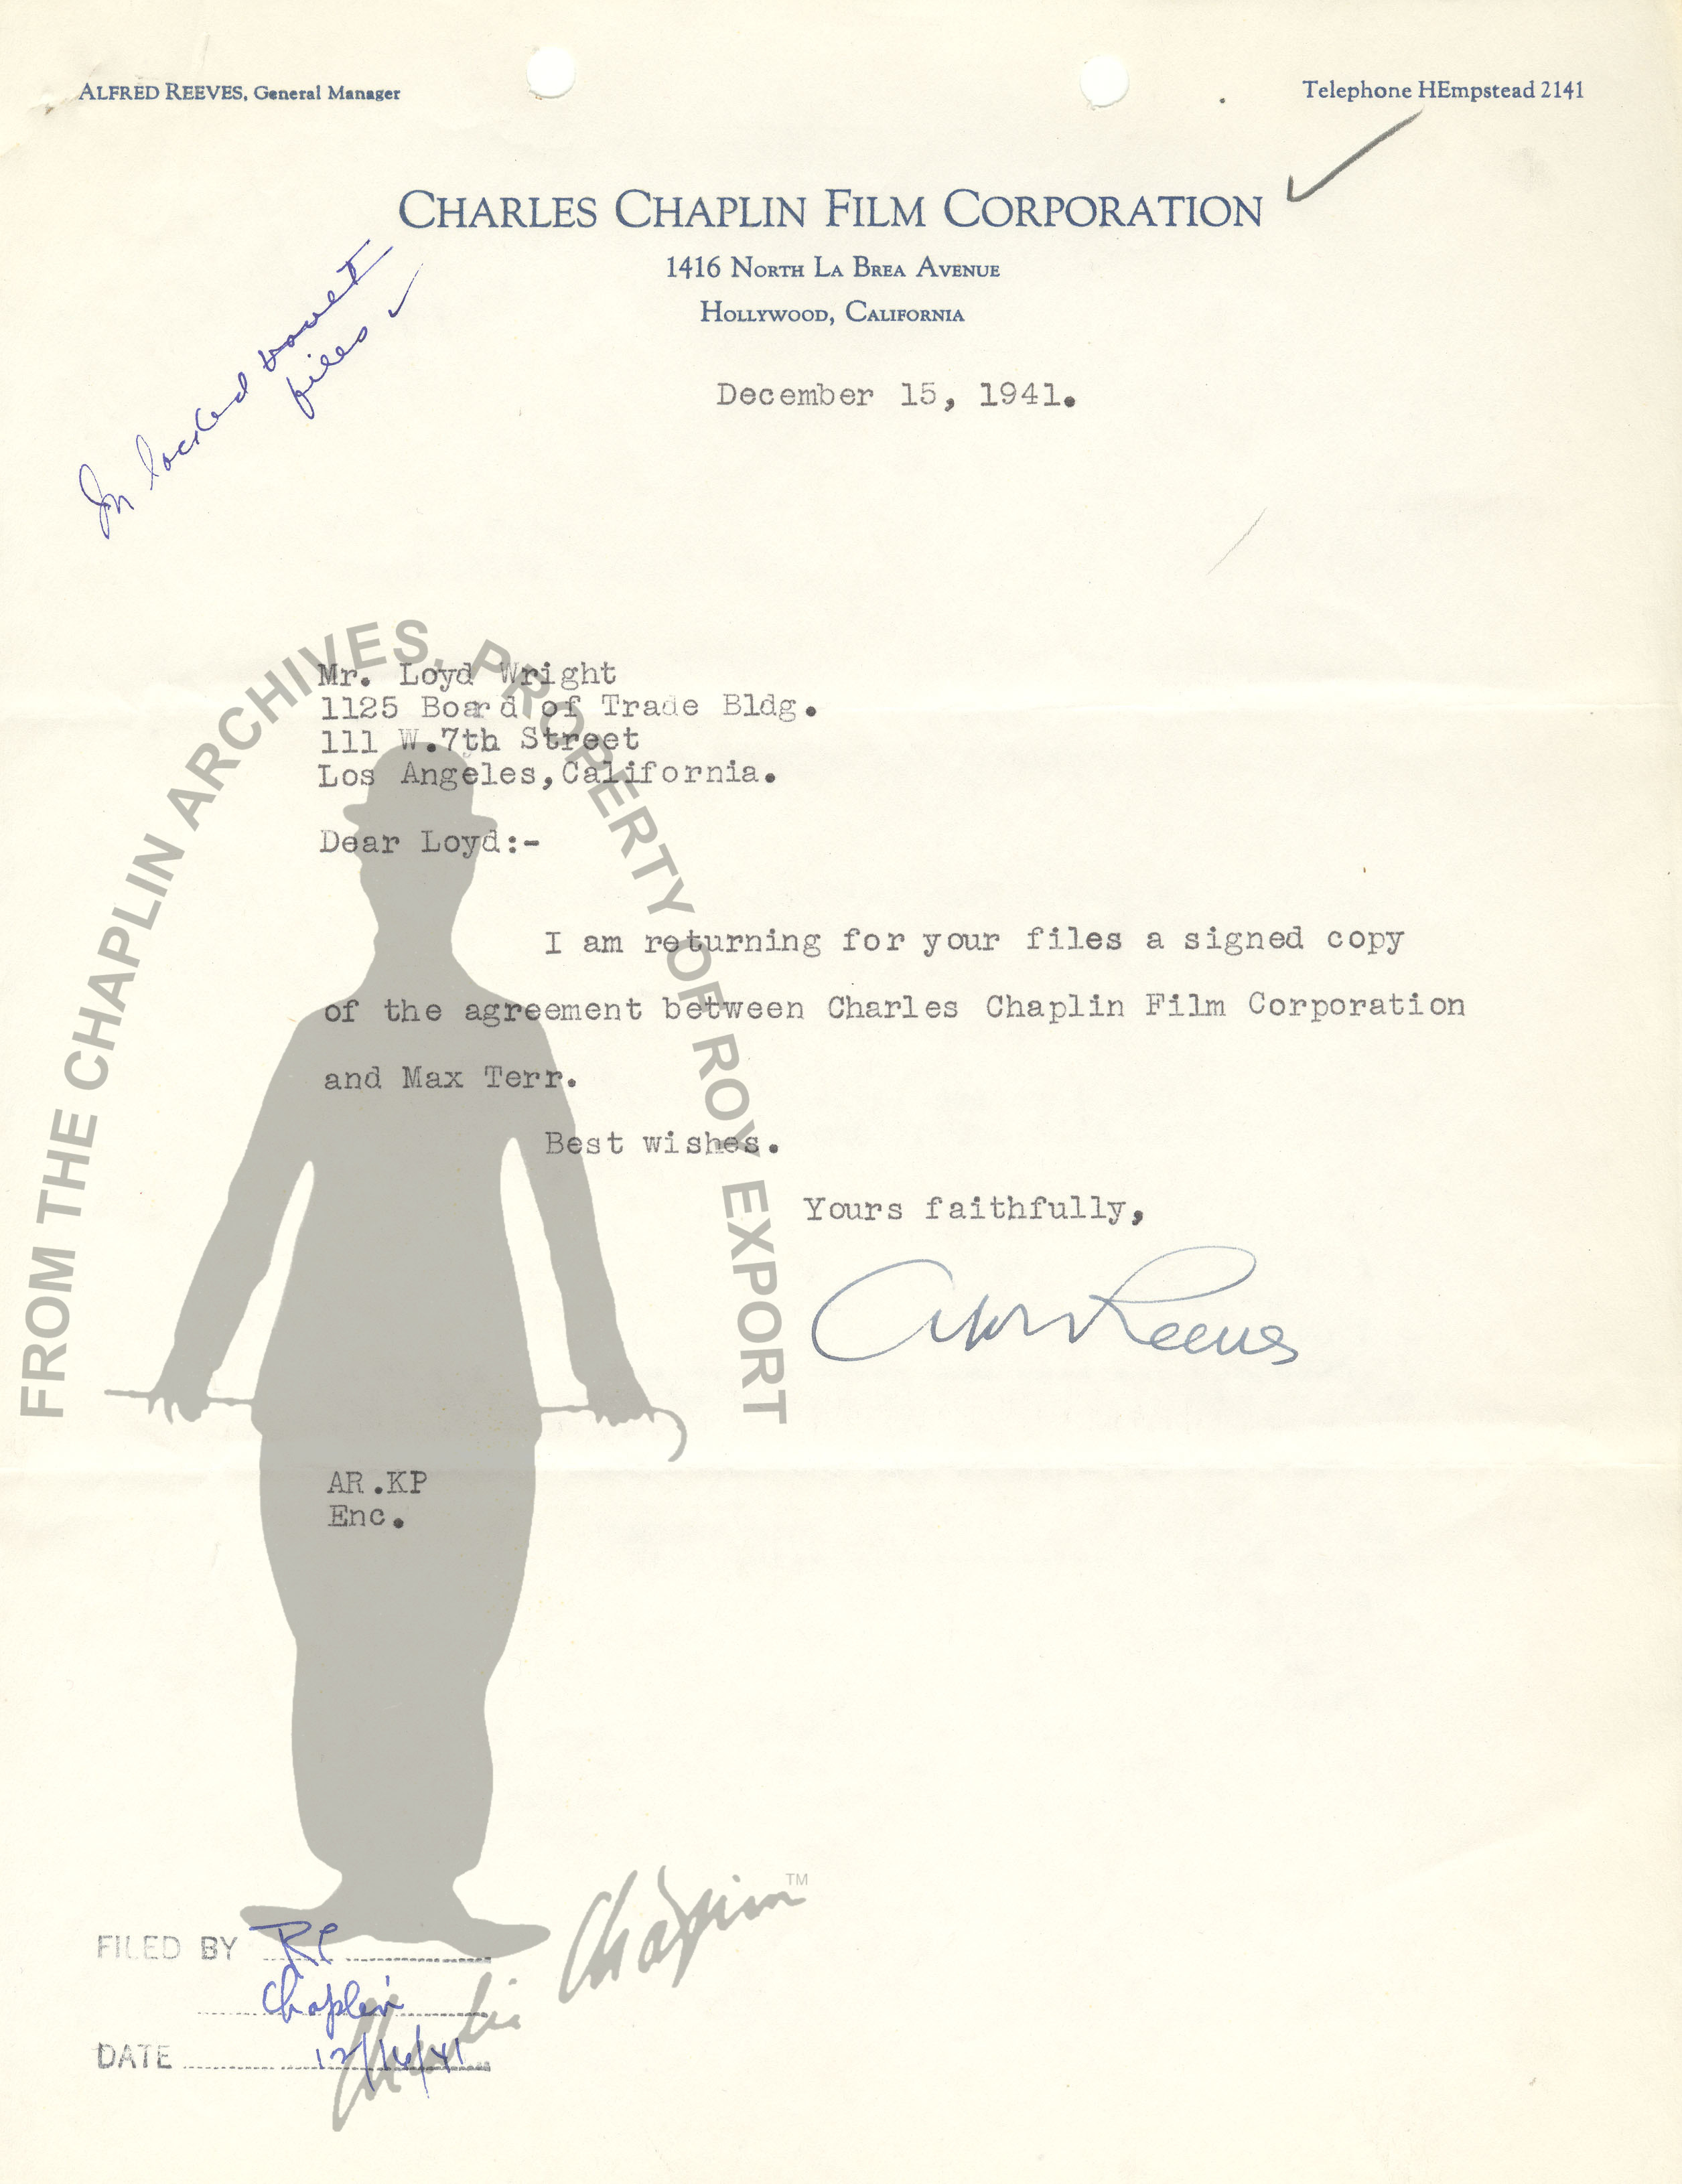 ALFRED REEVES, General Manager
Telephone HEmpstead 2141
CHARLES CHAPLIN FILM CORPORATION
1416 NORTH LA BREA AVENUE
HOLLYWOOD, CALIFORNIA
In locked vault
files
December 15, 1941.
Mr. Loyd Wright
1125 Board of Trade Bldg.
111 W.7th Street
Los Angeles,California.
Dear Loyd:-
I am returning for your files a signed copy
of the agreement between Charles Chaplin Film Corporation
and Max Terr.
Best wishes.
Yours faithfully,
Reeves
AR.KP
Enc.
FROM THE CHAPLIN ARCHIVES, PROPERTY OF ROY EXPORT
Charlie Chaplin™
FILED BY
Chaplin
DATE 12/16/41